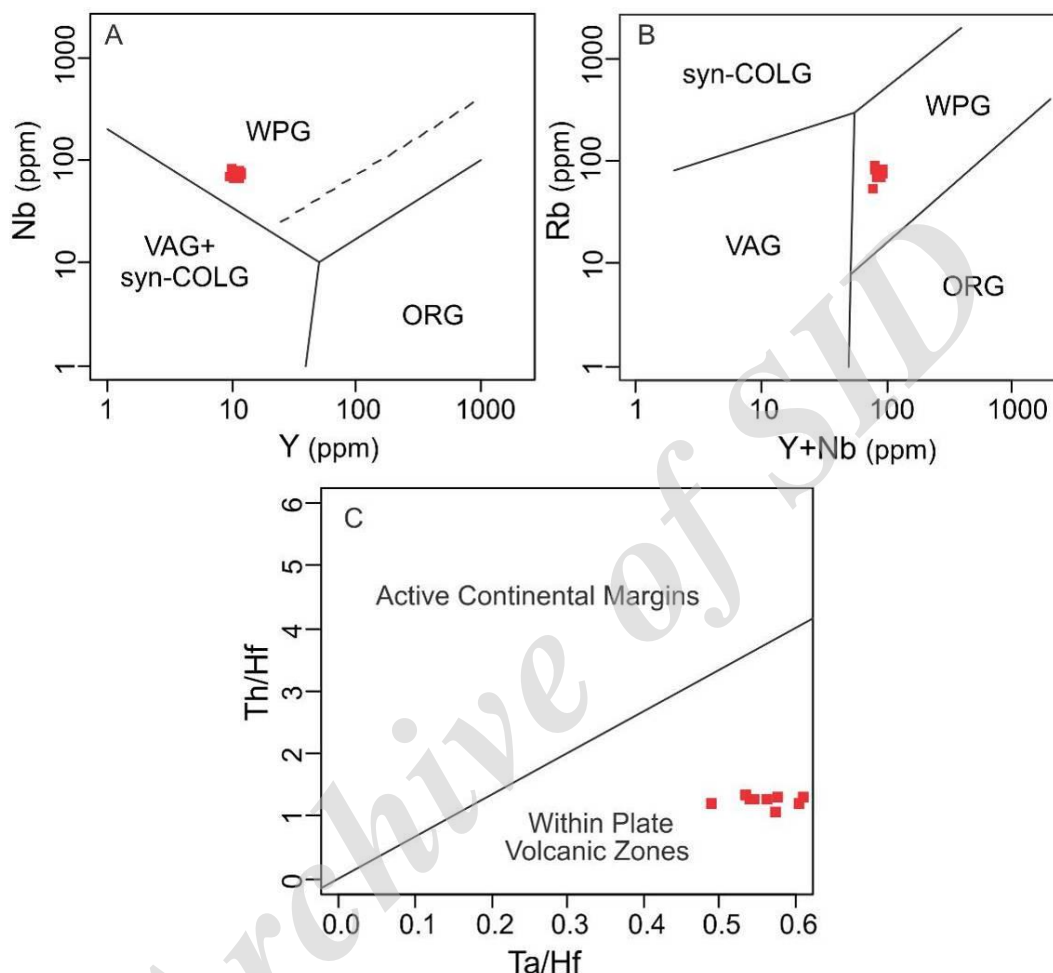 A
Nb (ppm)
1000
100
10
1
WPG
VAG+
syn-COLG
ORG
1 10 100 1000
Y (ppm)
B
Rb (ppm)
1000
100
10
1
syn-COLG
WPG
VAG
ORG
1 10 100 1000
Y+Nb (ppm)
C
Th/Hf
6
5
4
3
2
1
0
Active Continental Margins
Within Plate
Volcanic Zones
0.0 0.1 0.2 0.3 0.4 0.5 0.6
Ta/Hf
Archive of SID